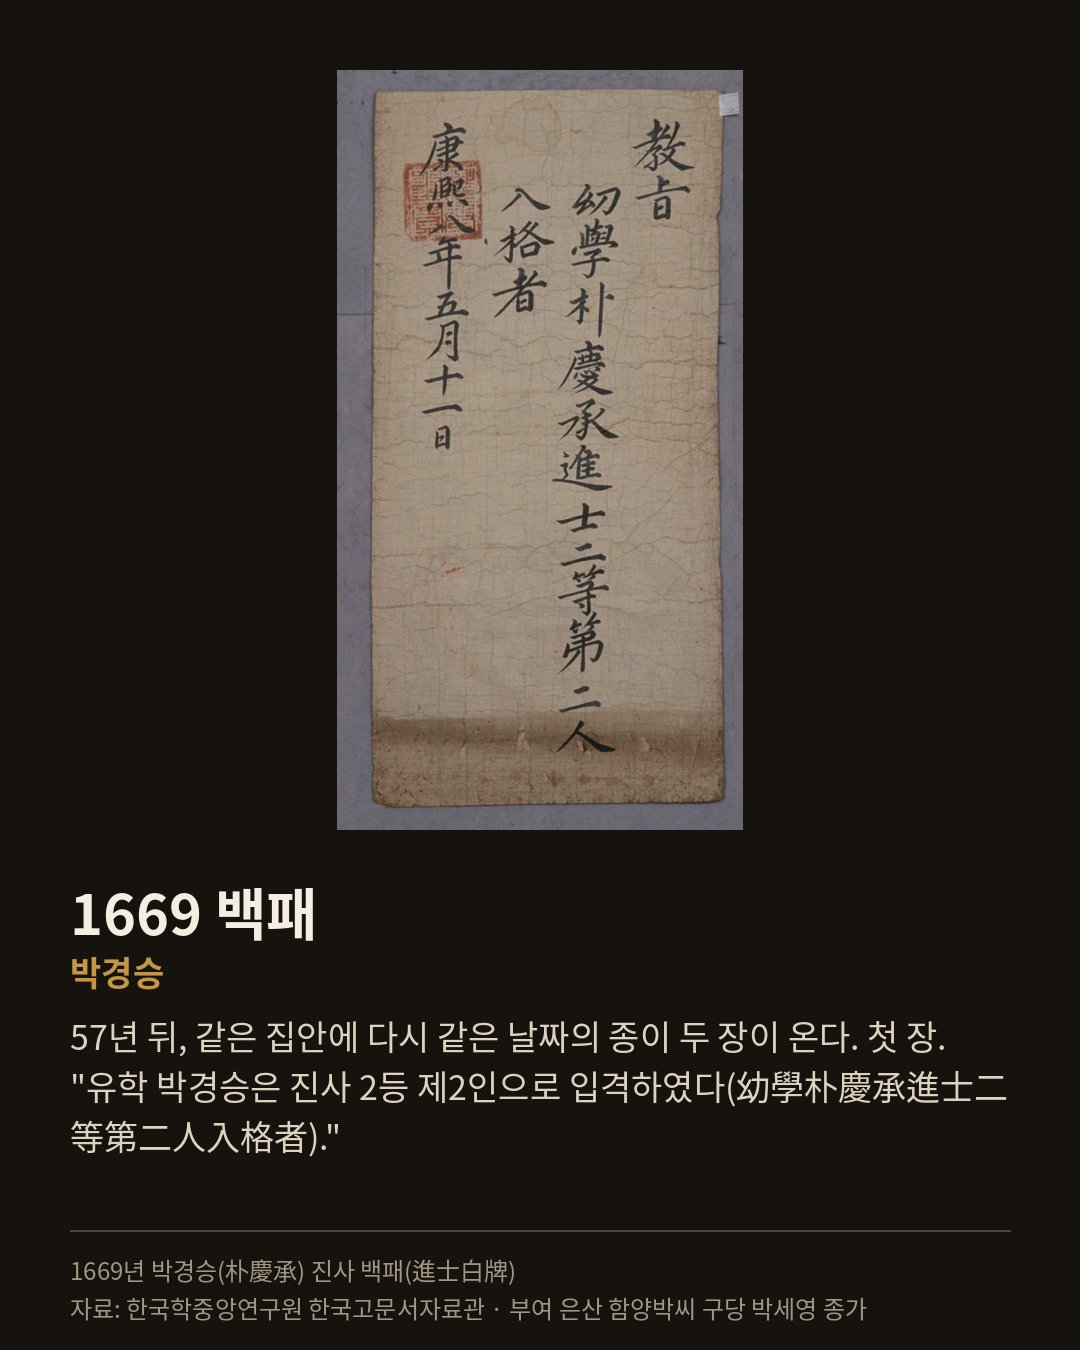 教旨
幼學朴慶承進士二等第二人
入格者
康熙八年五月十一日
1669 백패
박경승
57년 뒤, 같은 집안에 다시 같은 날짜의 종이 두 장이 온다. 첫 장.
"유학 박경승은 진사 2등 제2인으로 입격하였다(幼學朴慶承進士二
等第二人入格者)."
1669년 박경승(朴慶承) 진사 백패(進士白牌)
자료: 한국학중앙연구원 한국고문서자료관 · 부여 은산 함양박씨 구당 박세영 종가